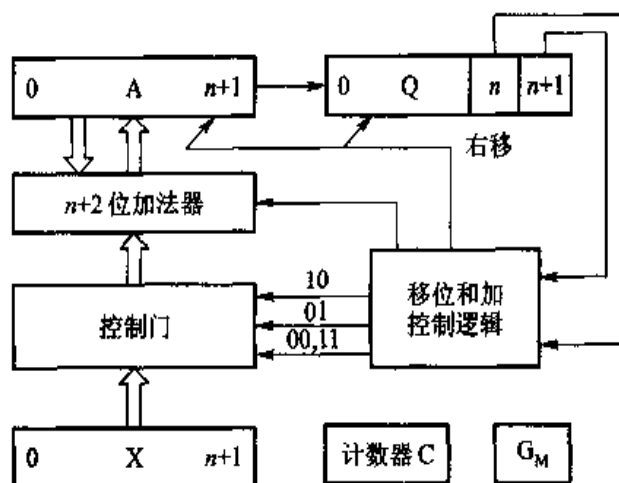 0 A n+1
0 Q n n+1
右移
n+2 位加法器
10
01
00,11
控制门
移位和加
控制逻辑
0 X n+1
计数器 C
G_M